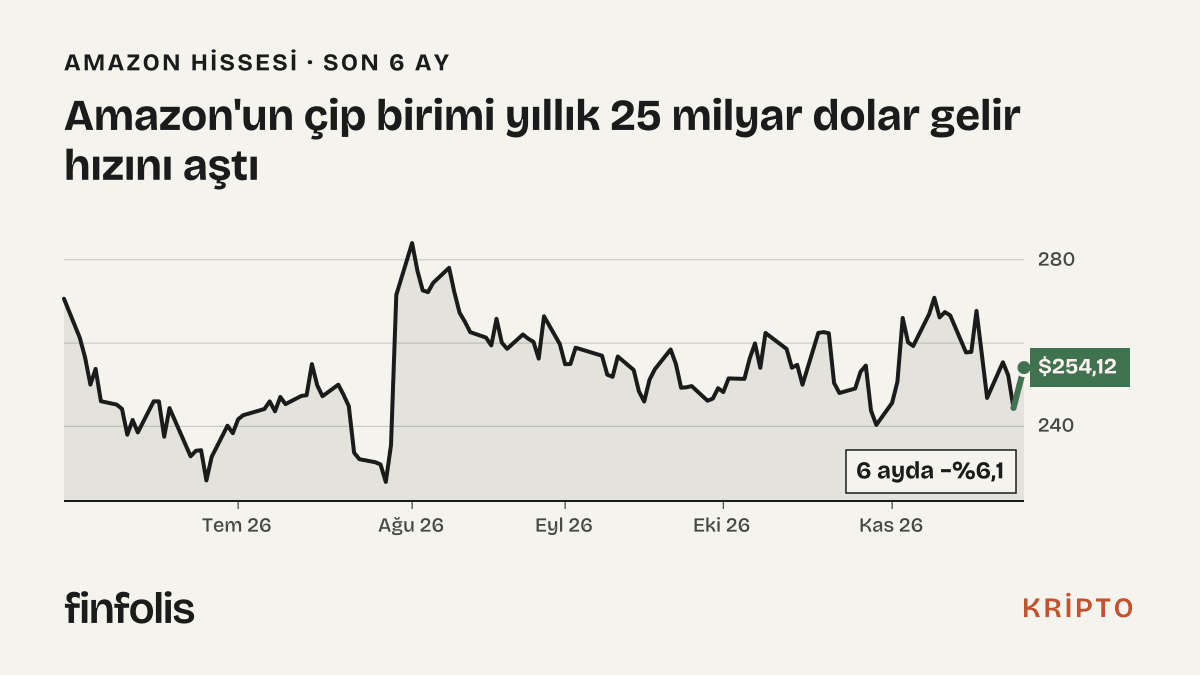 AMAZON HİSSESİ · SON 6 AY
Amazon'un çip birimi yıllık 25 milyar dolar gelir
hızını aştı
280
$254,12
240
6 ayda −%6,1
Tem 26 Ağu 26 Eyl 26 Eki 26 Kas 26
finfolis
KRİPTO